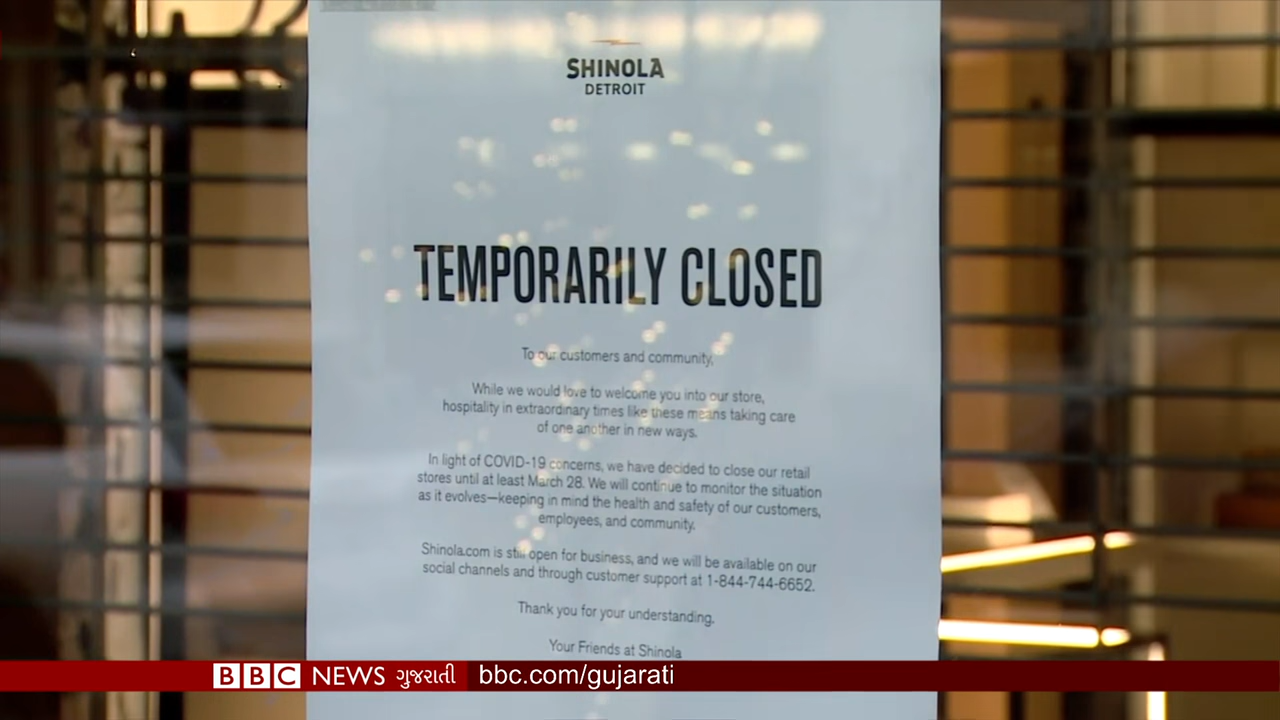 SHINOLA
DETROIT
TEMPORARILY CLOSED
To our customers and community,
While we would love to welcome you into our store,
hospitality in extraordinary times like these means taking care
of one another in new ways.
In light of COVID-19 concerns, we have decided to close our retail
stores until at least March 28. We will continue to monitor the situation
as it evolves—keeping in mind the health and safety of our customers,
employees, and community.
Shinola.com is still open for business, and we will be available on our
social channels and through customer support at 1-844-744-6652.
Thank you for your understanding.
Your Friends at Shinola
BBC NEWS ગુજરાતી bbc.com/gujarati